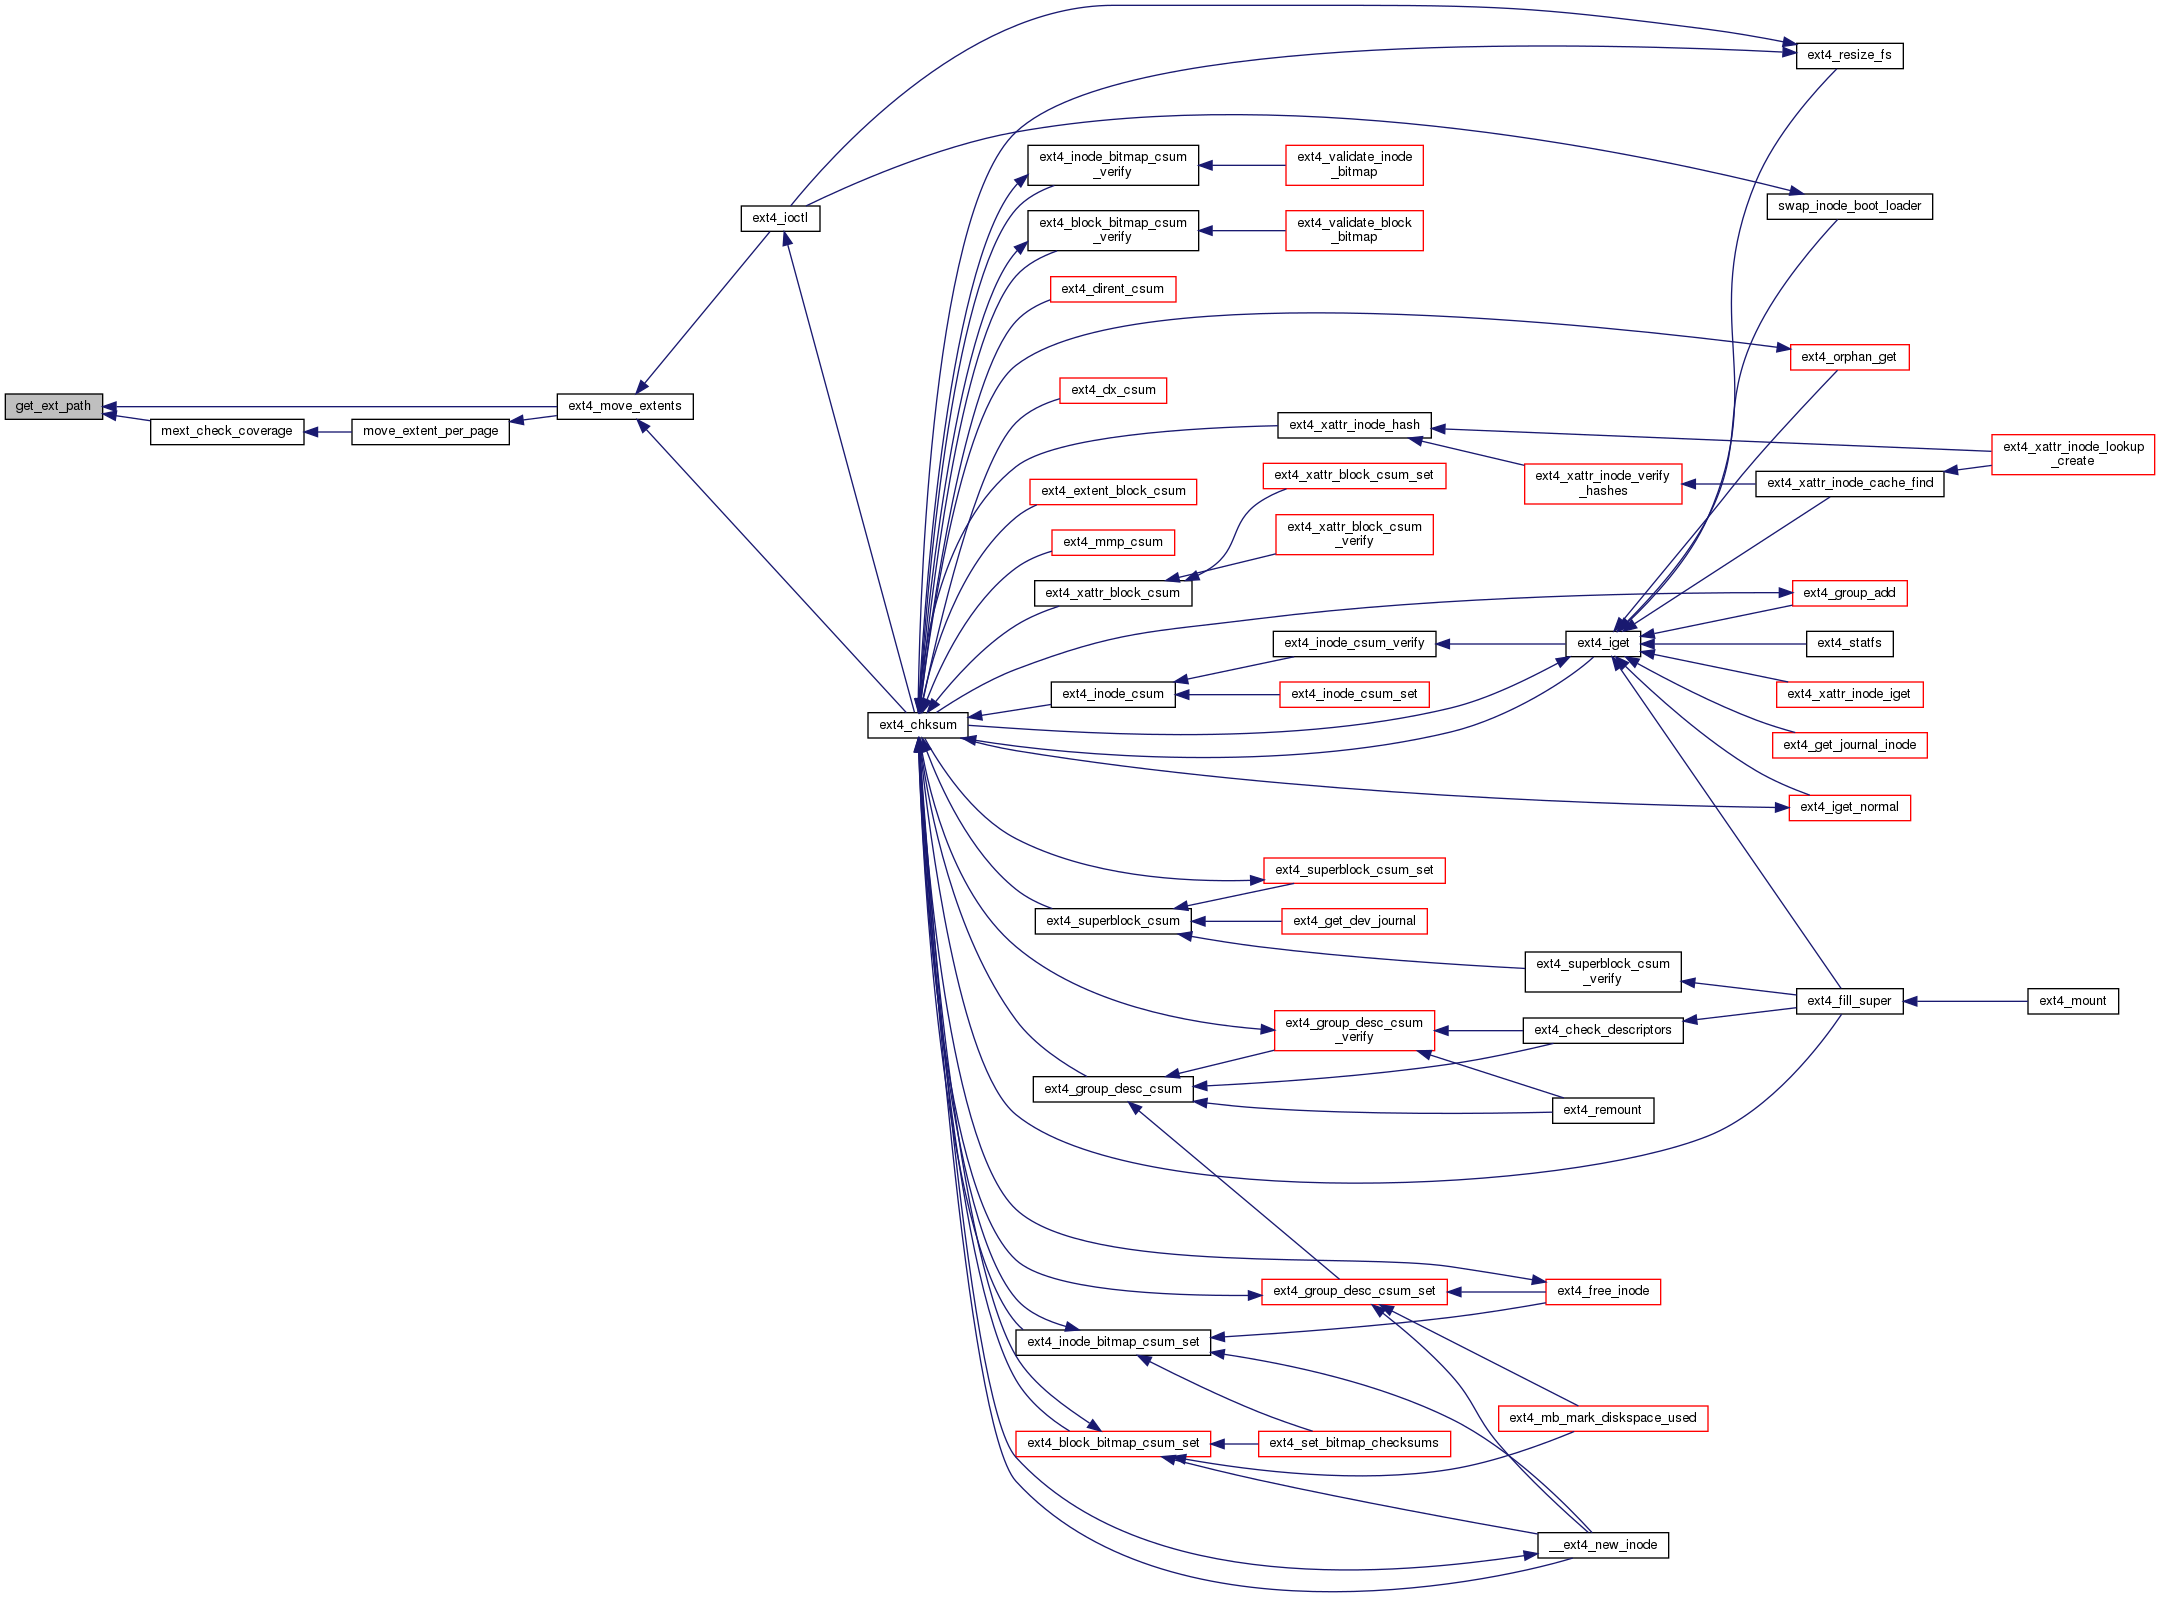 ext4_resize_fs
ext4_inode_bitmap_csum
_verify
ext4_validate_inode
_bitmap
swap_inode_boot_loader
ext4_ioctl
ext4_block_bitmap_csum
_verify
ext4_validate_block
_bitmap
ext4_dirent_csum
ext4_orphan_get
ext4_dx_csum
get_ext_path
ext4_move_extents
mext_check_coverage
move_extent_per_page
ext4_xattr_inode_hash
ext4_xattr_inode_lookup
_create
ext4_xattr_block_csum_set
ext4_xattr_inode_verify
_hashes
ext4_xattr_inode_cache_find
ext4_extent_block_csum
ext4_xattr_block_csum
_verify
ext4_mmp_csum
ext4_xattr_block_csum
ext4_group_add
ext4_inode_csum_verify
ext4_iget
ext4_statfs
ext4_inode_csum
ext4_inode_csum_set
ext4_xattr_inode_iget
ext4_chksum
ext4_get_journal_inode
ext4_iget_normal
ext4_superblock_csum_set
ext4_superblock_csum
ext4_get_dev_journal
ext4_superblock_csum
_verify
ext4_fill_super
ext4_mount
ext4_group_desc_csum
_verify
ext4_check_descriptors
ext4_group_desc_csum
ext4_remount
ext4_group_desc_csum_set
ext4_free_inode
ext4_inode_bitmap_csum_set
ext4_mb_mark_diskspace_used
ext4_block_bitmap_csum_set
ext4_set_bitmap_checksums
__ext4_new_inode